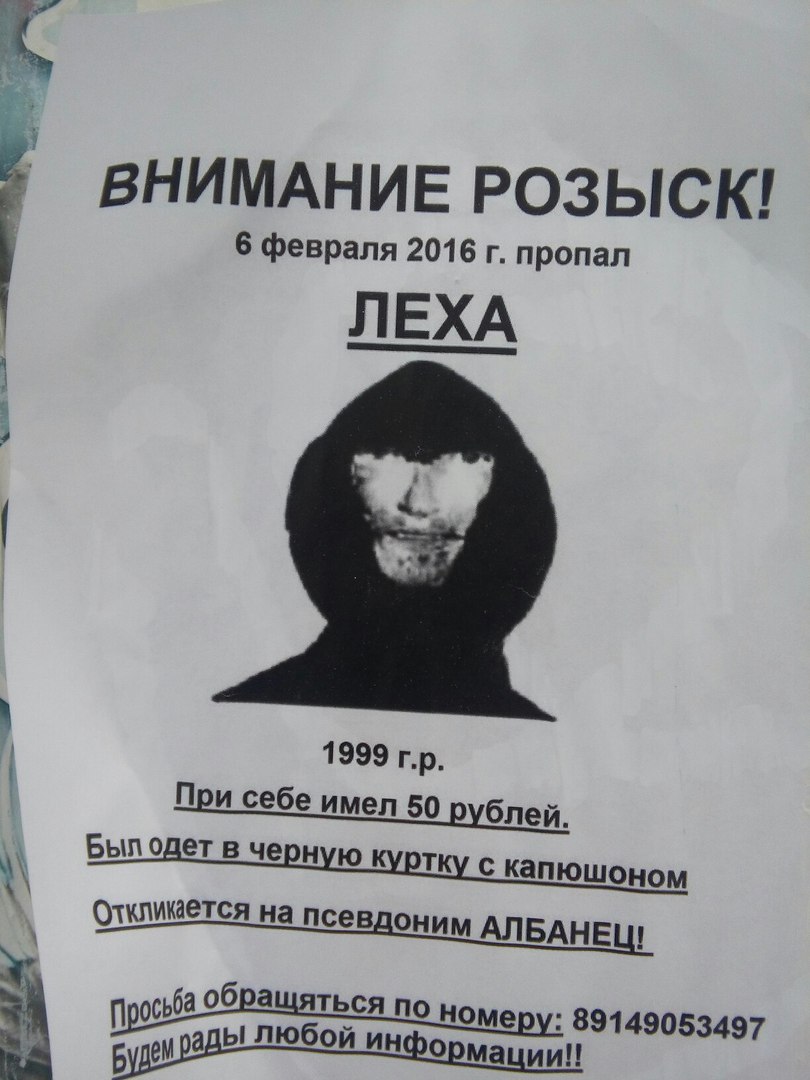 ВНИМАНИЕ РОЗЫСК!
6 февраля 2016 г. пропал
ЛЕХА
1999 г.р.
При себе имел 50 рублей.
Был одет в черную куртку с капюшоном
Откликается на псевдоним АЛБАНЕЦ!
Просьба обращяться по номеру: 89149053497
Будем рады любой информации!!